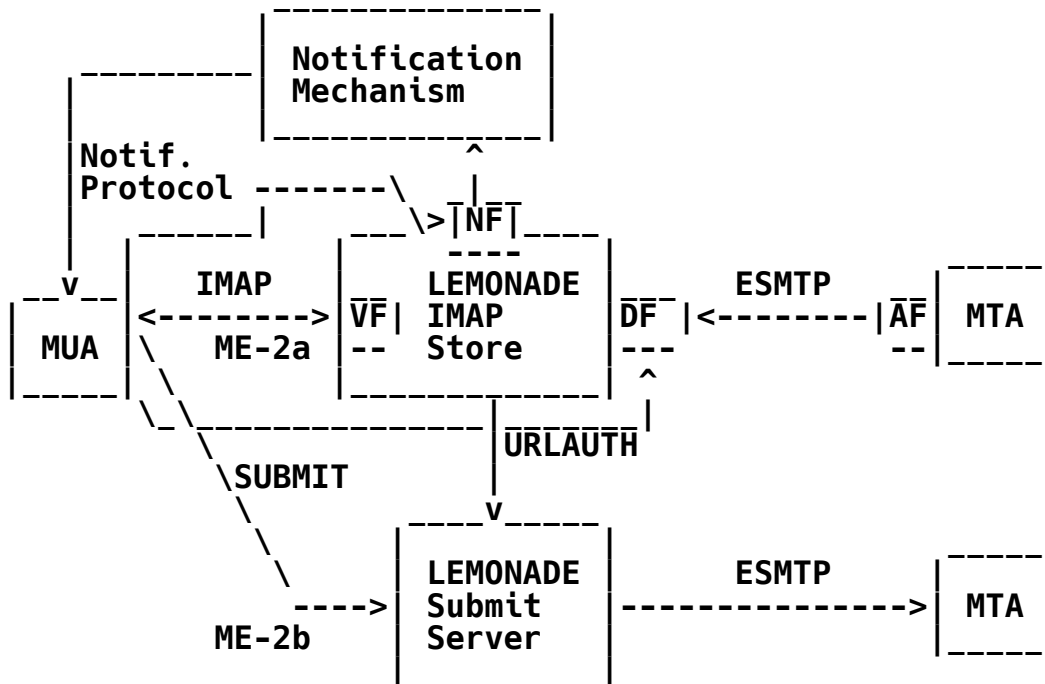 Notification
Mechanism
Notif.
Protocol
NF
IMAP LEMONADE ESMTP
VF IMAP DF AF MTA
MUA ME-2a Store
URLAUTH
SUBMIT
LEMONADE ESMTP
Submit MTA
ME-2b Server